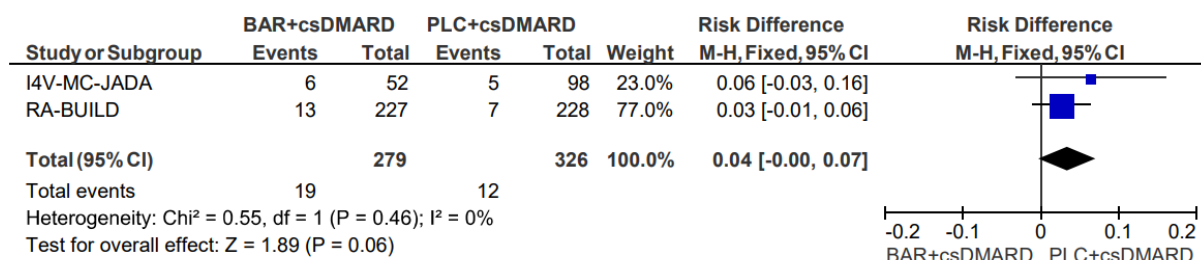 BAR+csDMARD PLC+csDMARD Risk Difference Risk Difference
Study or Subgroup Events Total Events Total Weight M-H, Fixed, 95% CI M-H, Fixed, 95% CI
I4V-MC-JADA 6 52 5 98 23.0% 0.06 [-0.03, 0.16]
RA-BUILD 13 227 7 228 77.0% 0.03 [-0.01, 0.06]
Total (95% CI) 279 326 100.0% 0.04 [-0.00, 0.07]
Total events 19 12
Heterogeneity: Chi² = 0.55, df = 1 (P = 0.46); I² = 0%
Test for overall effect: Z = 1.89 (P = 0.06)
-0.2 -0.1 0 0.1 0.2
BAR+csDMARD PLC+csDMARD